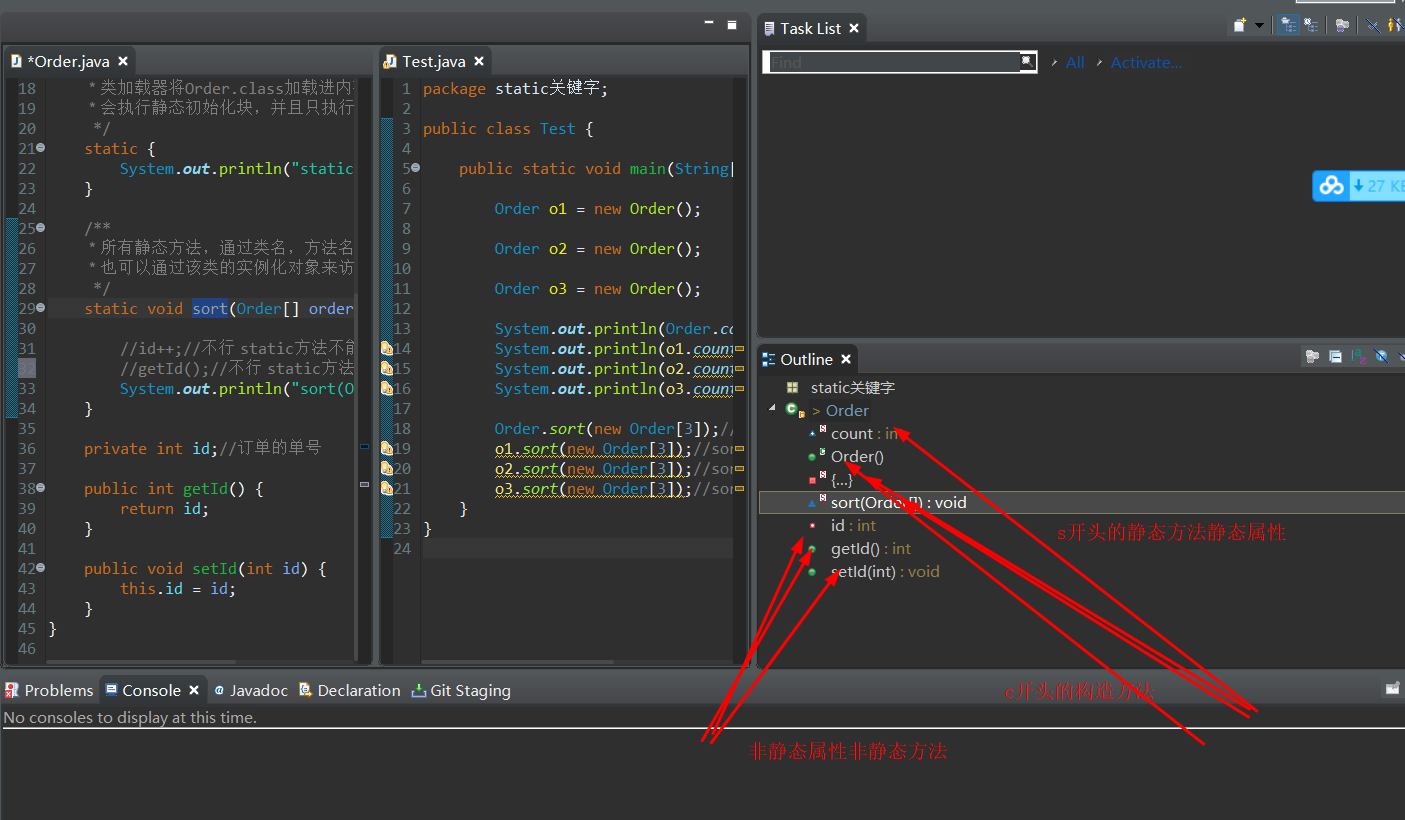 *Order.java
18 * 类加载器将Order.class加载进内
19 * 会执行静态初始化块，并且只执行
20 */
21 static {
22 System.out.println("static
23 }
24
25 /**
26 * 所有静态方法，通过类名，方法名
27 * 也可以通过该类的实例化对象来访
28 */
29 static void sort(Order[] order
30
31 //id++;//不行 static方法不能
32 //getId();//不行 static方法
33 System.out.println("sort(O
34 }
35
36 private int id;//订单的单号
37
38 public int getId() {
39 return id;
40 }
41
42 public void setId(int id) {
43 this.id = id;
44 }
45 }
46
Test.java
1 package static关键字;
2
3 public class Test {
4
5 public static void main(String[
6
7 Order o1 = new Order();
8
9 Order o2 = new Order();
10
11 Order o3 = new Order();
12
13 System.out.println(Order.co
14 System.out.println(o1.count
15 System.out.println(o2.count
16 System.out.println(o3.count
17
18 Order.sort(new Order[3]);//
19 o1.sort(new Order[3]);//sor
20 o2.sort(new Order[3]);//sor
21 o3.sort(new Order[3]);//sor
22 }
23 }
24
Task List
Find
All
Activate...
27 KB
Outline
static关键字
> Order
count : int
Order()
{...}
sort(Order[]) : void
id : int
getId() : int
setId(int) : void
s开头的静态方法静态属性
c开头的构造方法
非静态属性非静态方法
Problems
Console
@ Javadoc
Declaration
Git Staging
No consoles to display at this time.